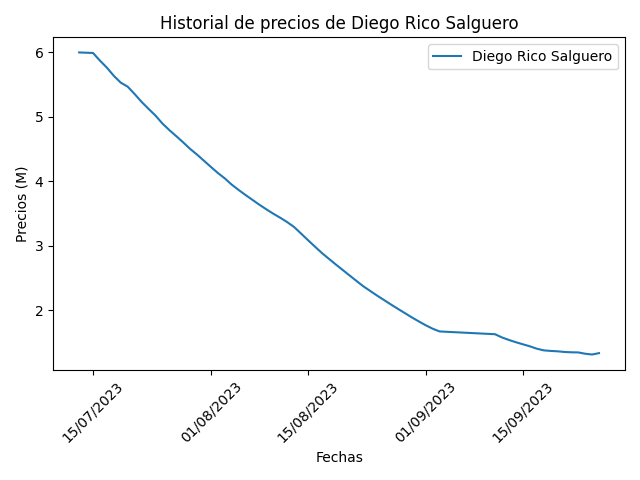 Historial de precios de Diego Rico Salguero
Diego Rico Salguero
Precios (M)
6
5
4
3
2
15/07/2023
01/08/2023
15/08/2023
01/09/2023
15/09/2023
Fechas